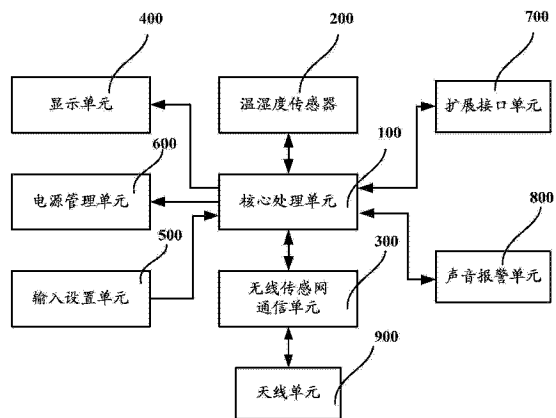 400
200
700
显示单元
温湿度传感器
扩展接口单元
600
100
电源管理单元
核心处理单元
800
500
300
输入设置单元
无线传感网
通信单元
声音报警单元
900
天线单元